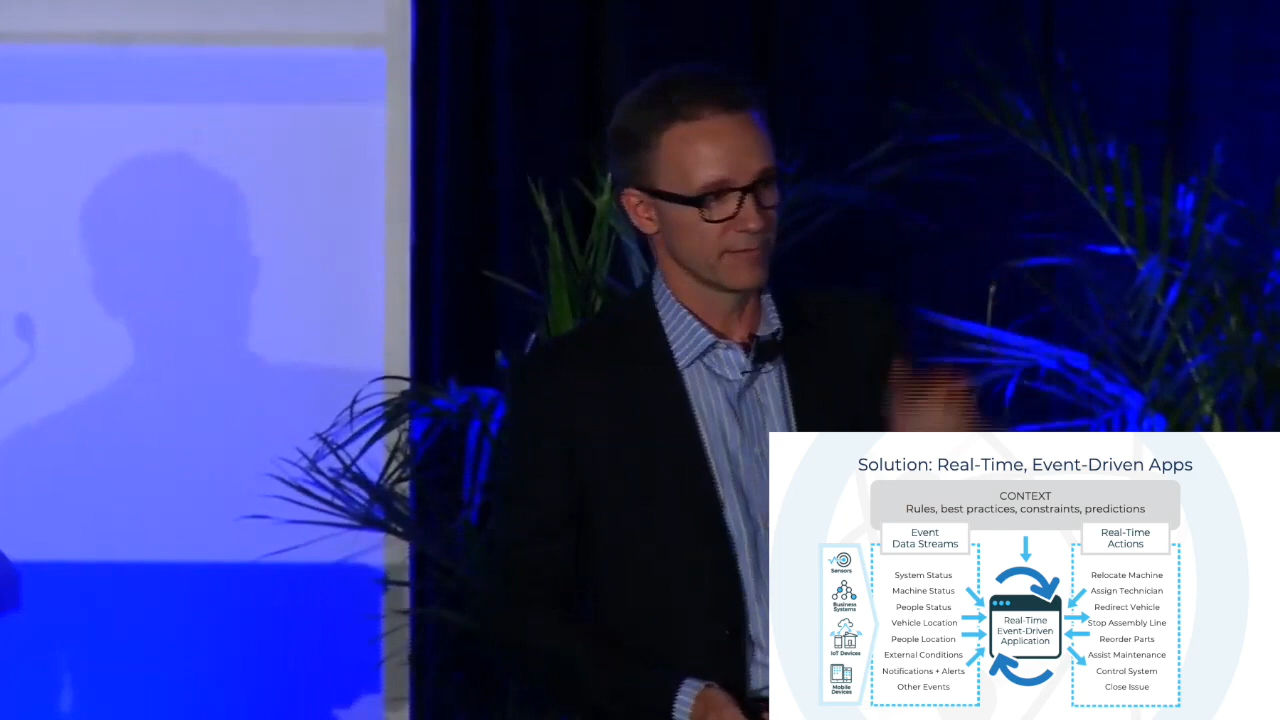 Solution: Real-Time, Event-Driven Apps
CONTEXT
Rules, best practices, constraints, predictions
Event
Data Streams
Real-Time
Actions
Sensors
Business
Systems
IoT Devices
Mobile
Devices
System Status
Machine Status
People Status
Vehicle Location
People Location
External Conditions
Notifications + Alerts
Other Events
Real-Time
Event-Driven
Application
Relocate Machine
Assign Technician
Redirect Vehicle
Stop Assembly Line
Reorder Parts
Assist Maintenance
Control System
Close Issue